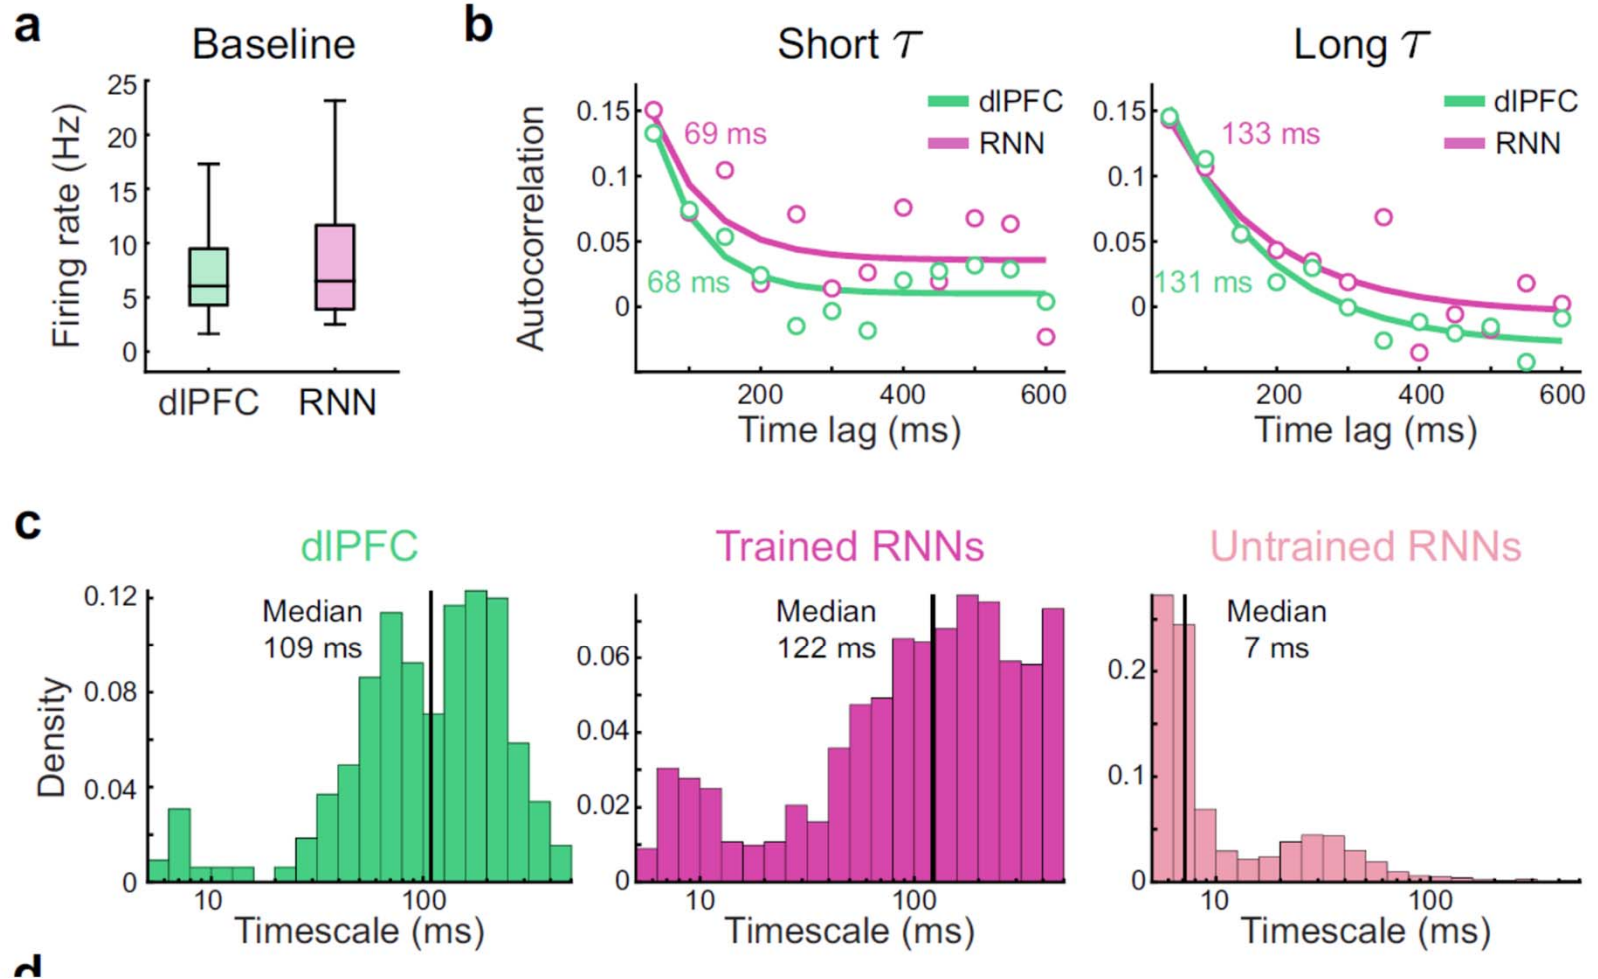 a
Baseline
Firing rate (Hz)
25
20
15
10
5
0
dlPFC
RNN
b
Short τ
Autocorrelation
0.15
0.1
0.05
0
69 ms
68 ms
dlPFC
RNN
200
400
600
Time lag (ms)
Long τ
0.15
0.1
0.05
0
133 ms
131 ms
dlPFC
RNN
200
400
600
Time lag (ms)
c
dlPFC
Density
0.12
0.08
0.04
0
Median
109 ms
10
100
Timescale (ms)
Trained RNNs
0.06
0.04
0.02
0
Median
122 ms
10
100
Timescale (ms)
Untrained RNNs
0.2
0.1
0
Median
7 ms
10
100
Timescale (ms)
d